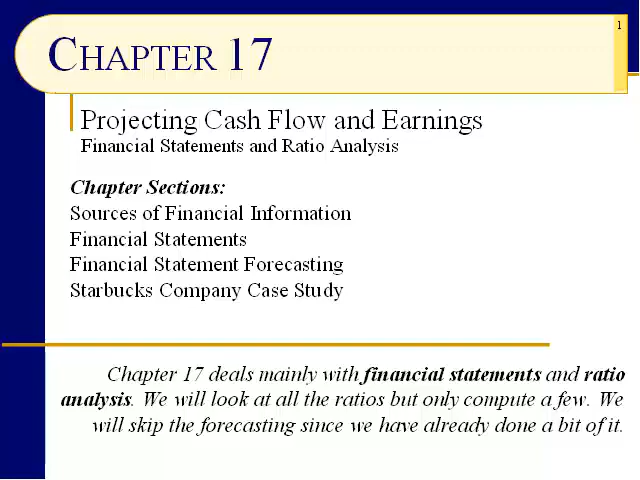 1
CHAPTER 17
Projecting Cash Flow and Earnings
Financial Statements and Ratio Analysis
Chapter Sections:
Sources of Financial Information
Financial Statements
Financial Statement Forecasting
Starbucks Company Case Study
Chapter 17 deals mainly with financial statements and ratio
analysis. We will look at all the ratios but only compute a few. We
will skip the forecasting since we have already done a bit of it.